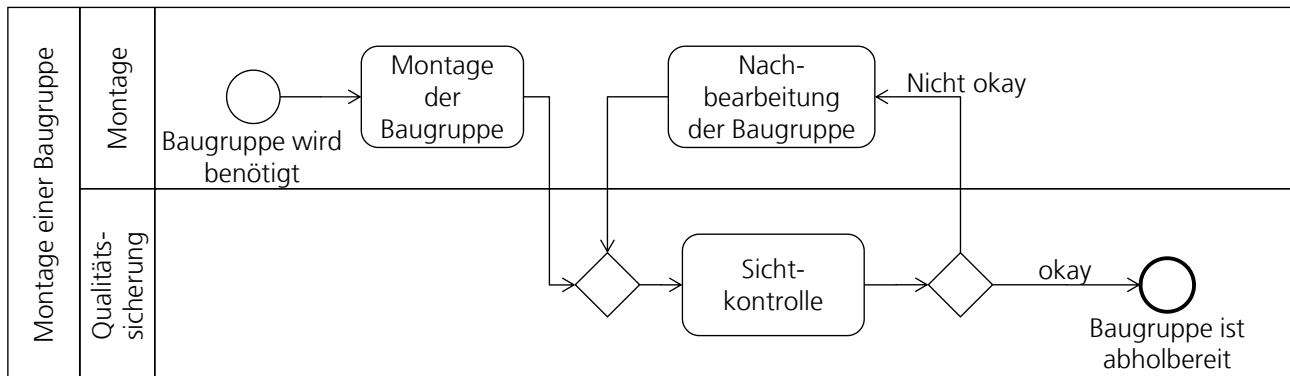 Montage einer Baugruppe
Montage
Baugruppe wird
benötigt
Montage
der
Baugruppe
Nach-
bearbeitung
der Baugruppe
Nicht okay
Qualitäts-
sicherung
Sicht-
kontrolle
okay
Baugruppe ist
abholbereit